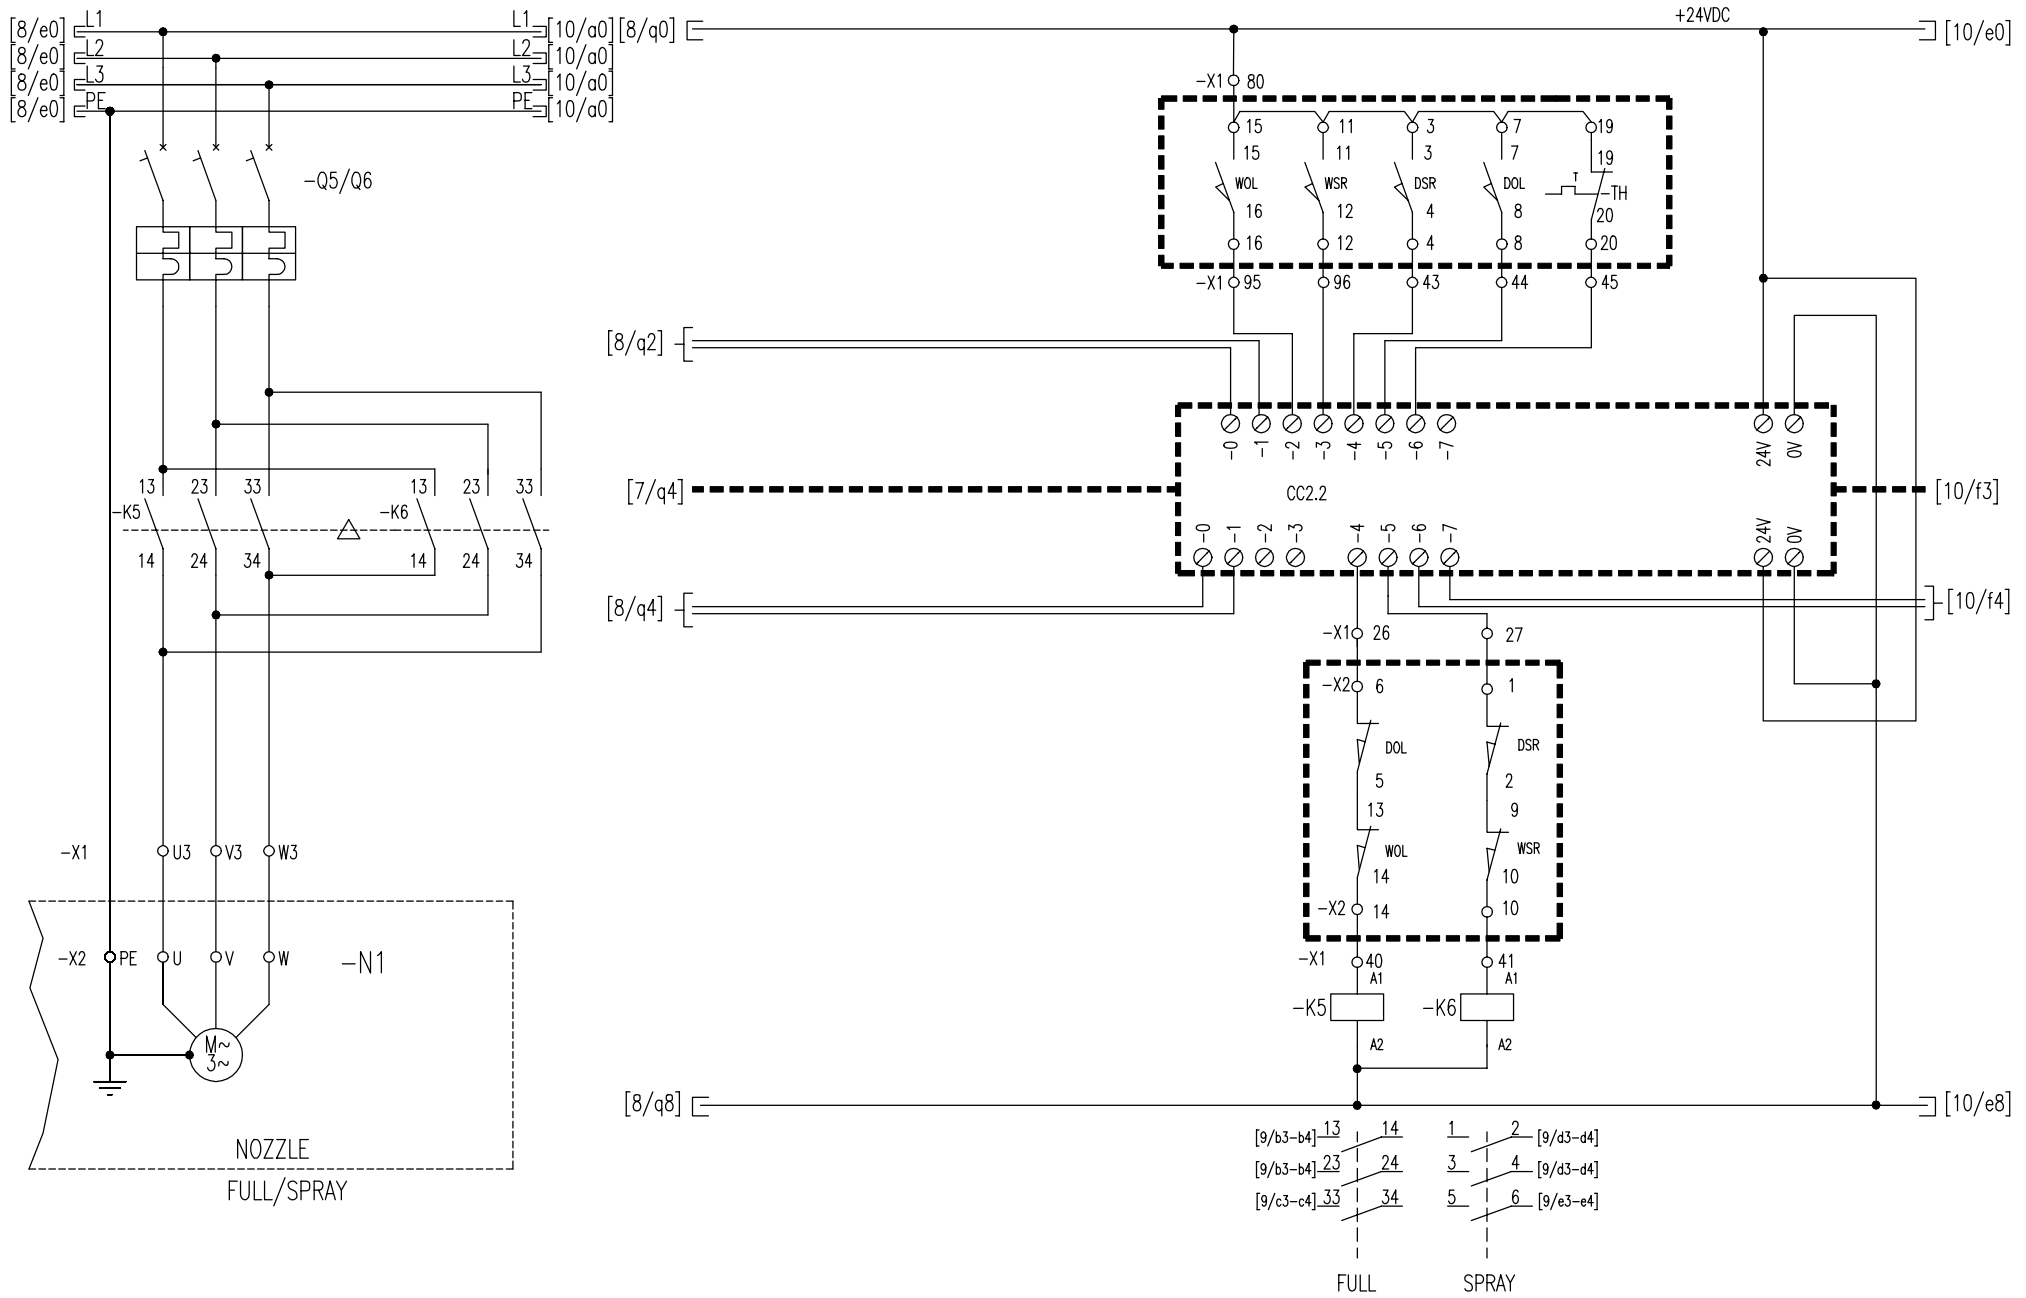 [8/e0] L1 L1 [10/a0] [8/q0] +24VDC [10/e0]
[8/e0] L2 L2 [10/a0]
[8/e0] L3 L3 [10/a0]
[8/e0] PE PE [10/a0]
-X1 80
15 11 3 7 19
15 11 3 7 19
-Q5/Q6
WOL WSR DSR DOL T -TH
16 12 4 8 20
16 12 4 8 20
-X1 95 96 43 44 45
[8/q2]
-0 -1 -2 -3 -4 -5 -6 -7 24V 0V
13 23 33 13 23 33
[7/q4] CC2.2 [10/f3]
-K5 -K6
-0 -1 -2 -3 -4 -5 -6 -7 24V 0V
14 24 34 14 24 34
[8/q4] [10/f4]
-X1 26 27
-X2 6 1
DOL DSR
5 2
13 9
-X1 U3 V3 W3
WOL WSR
14 10
-X2 14 10
-X2 PE U V W -N1
-X1 40 41
A1 A1
-K5 -K6
M~
3~
A2 A2
[8/q8] [10/e8]
NOZZLE
FULL/SPRAY
[9/b3-b4] 13 14 1 2 [9/d3-d4]
[9/b3-b4] 23 24 3 4 [9/d3-d4]
[9/c3-c4] 33 34 5 6 [9/e3-e4]
FULL SPRAY